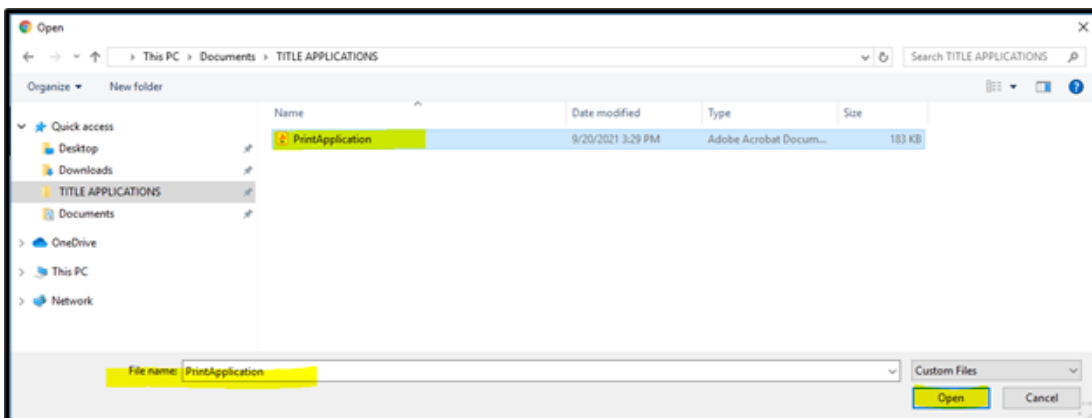 Open
This PC > Documents > TITLE APPLICATIONS
Search TITLE APPLICATIONS
Organize
New folder
Name
Date modified
Type
Size
Quick access
PrintApplication
9/20/2021 3:29 PM
Adobe Acrobat Docum...
183 KB
Desktop
Downloads
TITLE APPLICATIONS
Documents
OneDrive
This PC
Network
File name: PrintApplication
Custom Files
Open
Cancel